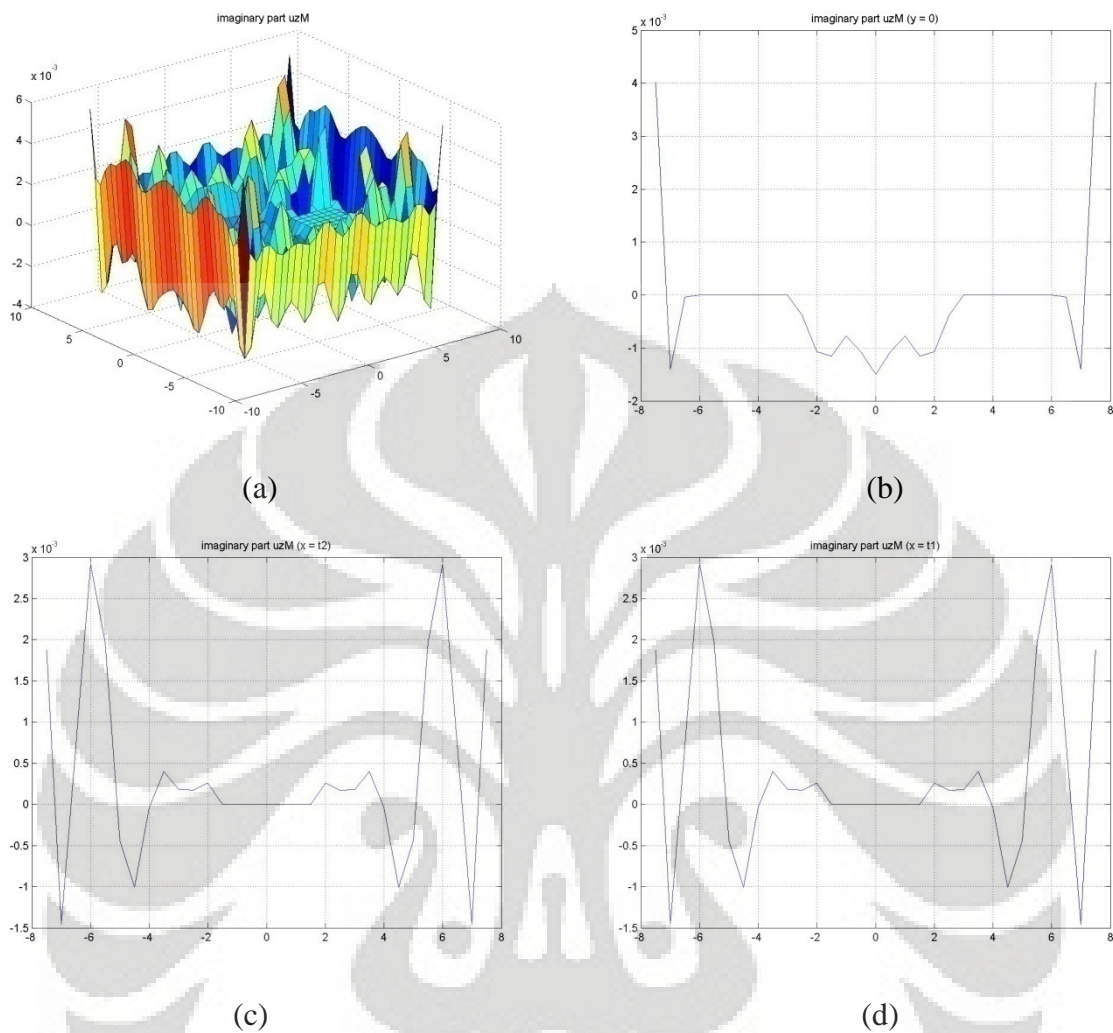 imaginary part uzM
x 10^-3
6
4
2
0
-2
-4
10
5
0
-5
-10
-10
-5
0
5
10
(a)
imaginary part uzM (y = 0)
x 10^-3
5
4
3
2
1
0
-1
-2
-8 -6 -4 -2 0 2 4 6 8
(b)
imaginary part uzM (x = t2)
x 10^-3
3
2.5
2
1.5
1
0.5
0
-0.5
-1
-1.5
-8 -6 -4 -2 0 2 4 6 8
(c)
imaginary part uzM (x = t1)
x 10^-3
3
2.5
2
1.5
1
0.5
0
-0.5
-1
-1.5
-8 -6 -4 -2 0 2 4 6 8
(d)